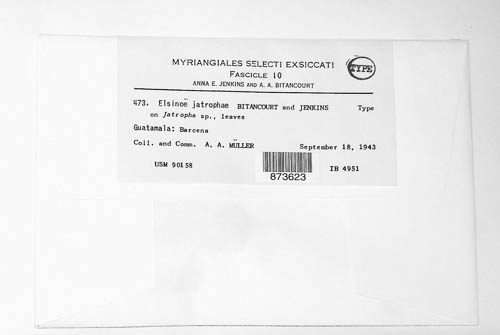 MYRIANGIALES SELECTI EXSICCATI
FASCICLE 10
ANNA E. JENKINS AND A. A. BITANCOURT
TYPE
473. Elsinoë jatrophae BITANCOURT and JENKINS Type
on Jatropha sp., leaves
Guatamala: Barcena
Coll. and Comm. A. A. MÜLLER September 18, 1943
USM 90158 IB 4951
873623